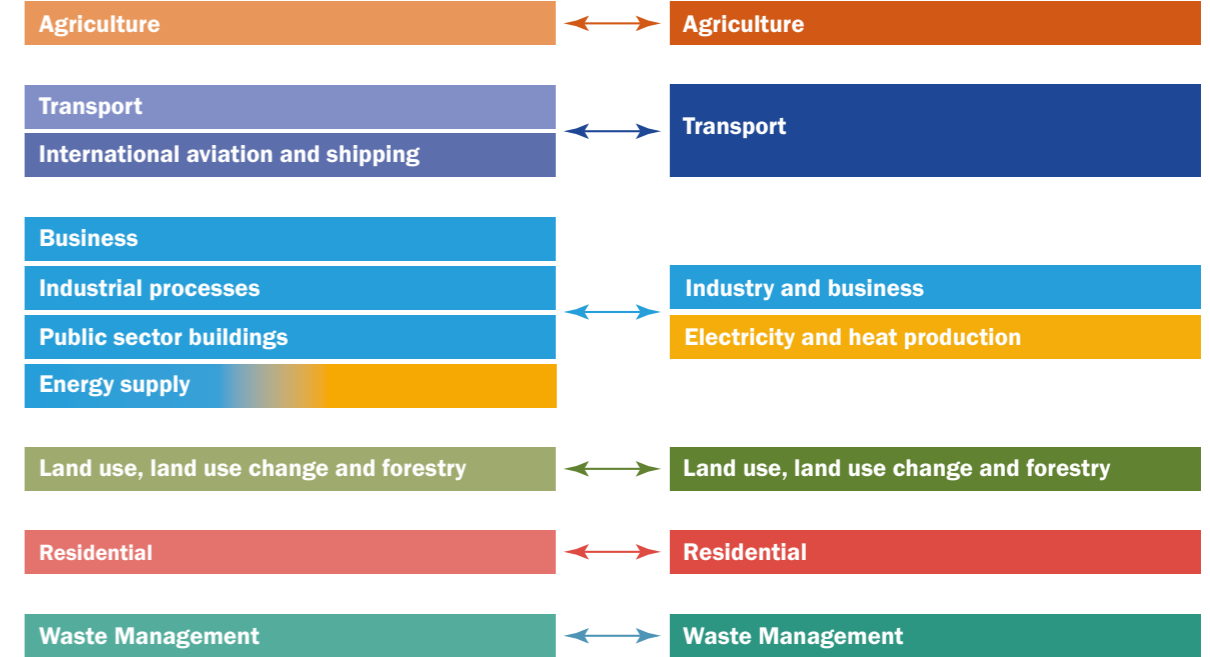 Agriculture
Agriculture
Transport
International aviation and shipping
Transport
Business
Industrial processes
Public sector buildings
Energy supply
Industry and business
Electricity and heat production
Land use, land use change and forestry
Land use, land use change and forestry
Residential
Residential
Waste Management
Waste Management